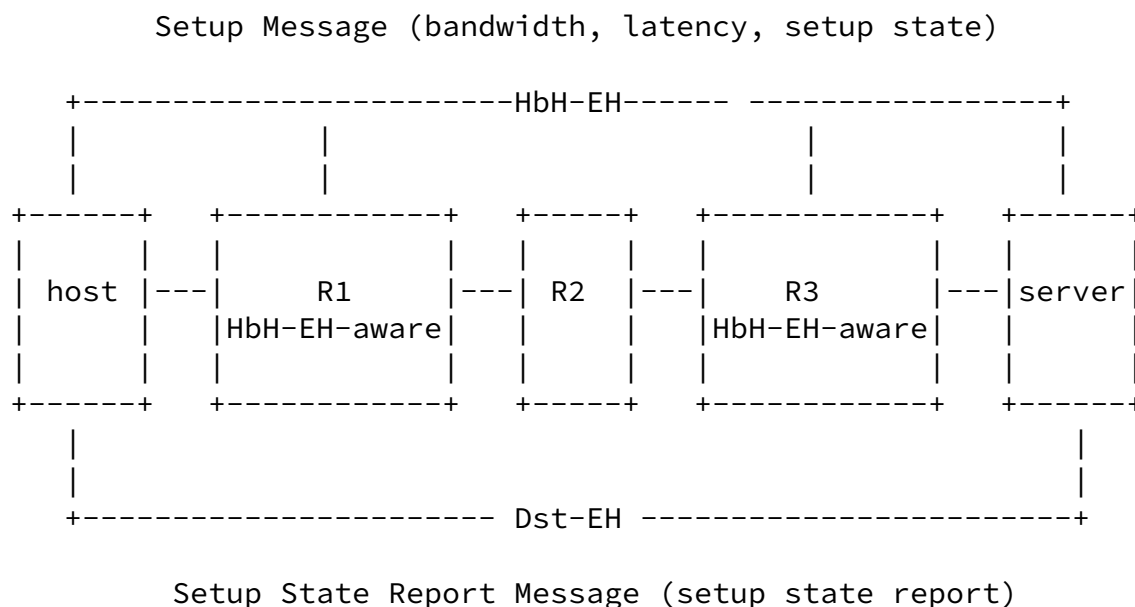 Setup Message (bandwidth, latency, setup state)
HbH-EH
host R1 R2 R3 server
HbH-EH-aware HbH-EH-aware
Dst-EH
Setup State Report Message (setup state report)